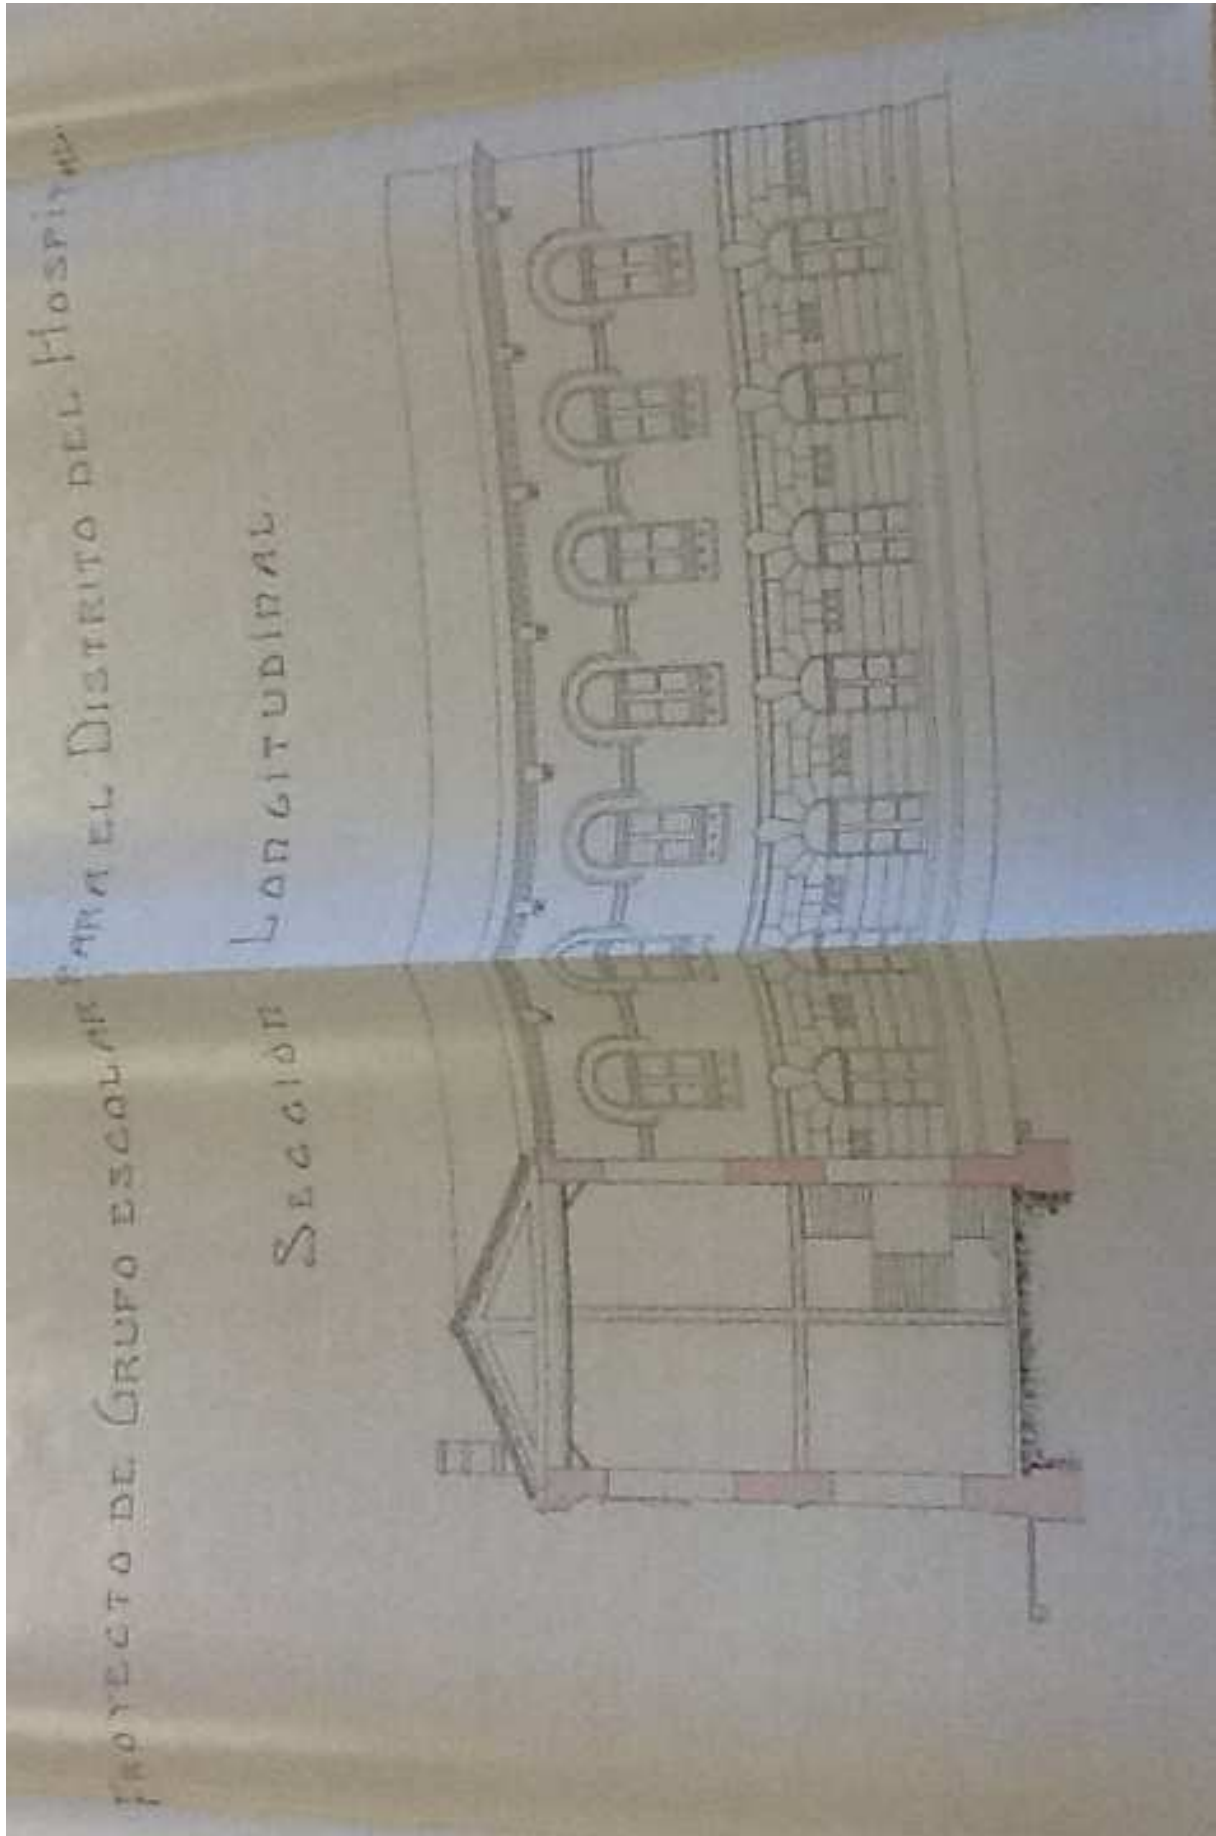 PROYECTO DE GRUPO ESCOLAR PARA EL DISTRITO DEL HOSPITAL
SECCION LONGITUDINAL